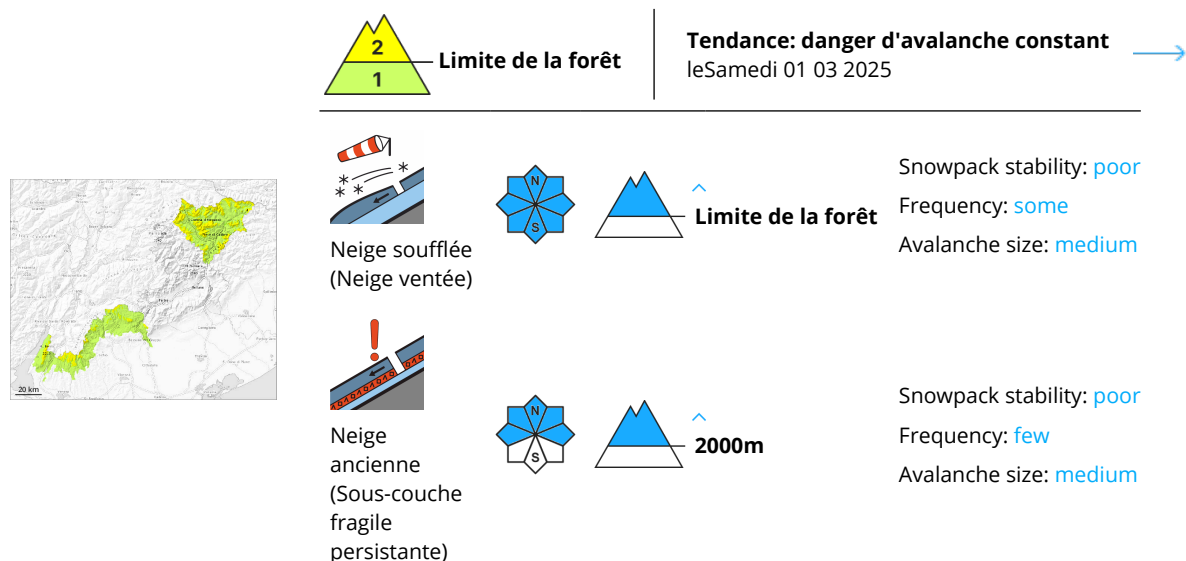 2
1
Limite de la forêt
Tendance: danger d'avalanche constant
leSamedi 01 03 2025
20 km
Neige soufflée
(Neige ventée)
N
S
Limite de la forêt
Snowpack stability: poor
Frequency: some
Avalanche size: medium
Neige
ancienne
(Sous-couche
fragile
persistante)
N
S
2000m
Snowpack stability: poor
Frequency: few
Avalanche size: medium